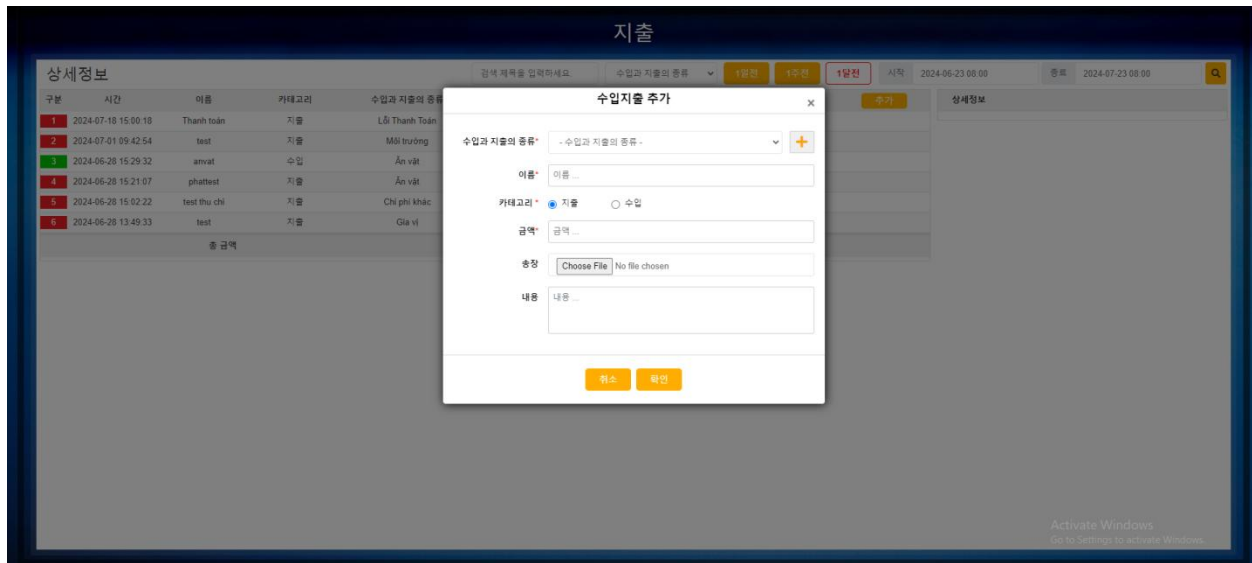 지출
상세정보 검색 제목을 입력하세요. 수입과 지출의 종류 1일전 1주전 1달전 시작 2024-06-23 08:00 종료 2024-07-23 08:00
구분 시간 이름 카테고리 수입과 지출의 종류 추가 상세정보
1 2024-07-18 15:00:18 Thanh toán 지출 Lỗi Thanh Toán
2 2024-07-01 09:42:54 test 지출 Môi trường
3 2024-06-28 15:29:32 anvat 수입 Ăn vặt
4 2024-06-28 15:21:07 phattest 지출 Ăn vặt
5 2024-06-28 15:02:22 test thu chi 지출 Chi phí khác
6 2024-06-28 13:49:33 test 지출 Gia vị
총 금액
수입지출 추가 ×
수입과 지출의 종류* - 수입과 지출의 종류 - +
이름* 이름 ...
카테고리 * 지출 수입
금액* 금액 ...
송장 Choose File No file chosen
내용 내용 ...
취소 확인
Activate Windows
Go to Settings to activate Windows.